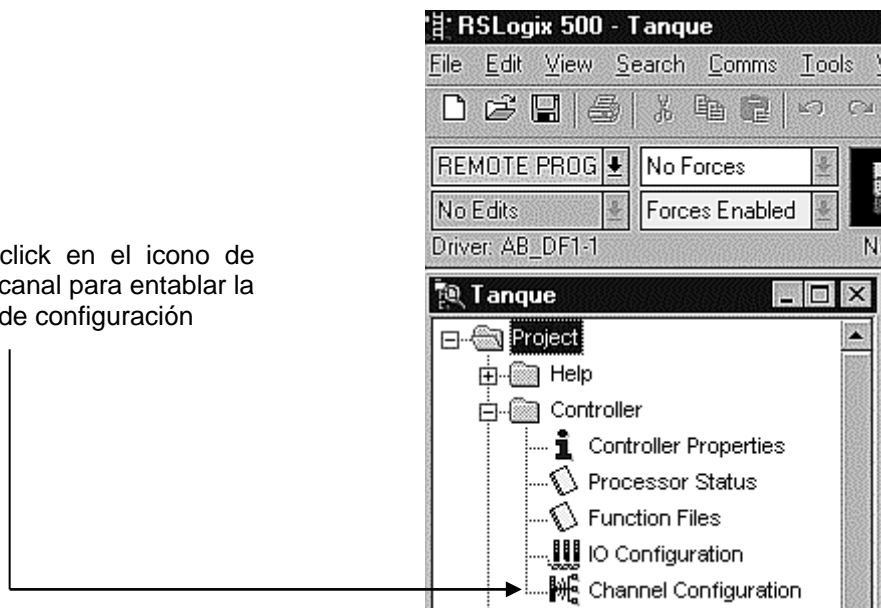 RSLogix 500 - Tanque
File Edit View Search Comms Tools
REMOTE PROG No Forces
No Edits Forces Enabled
Driver: AB_DF1-1 N
click en el icono de
canal para entablar la
de configuración
Tanque
Project
Help
Controller
Controller Properties
Processor Status
Function Files
IO Configuration
Channel Configuration